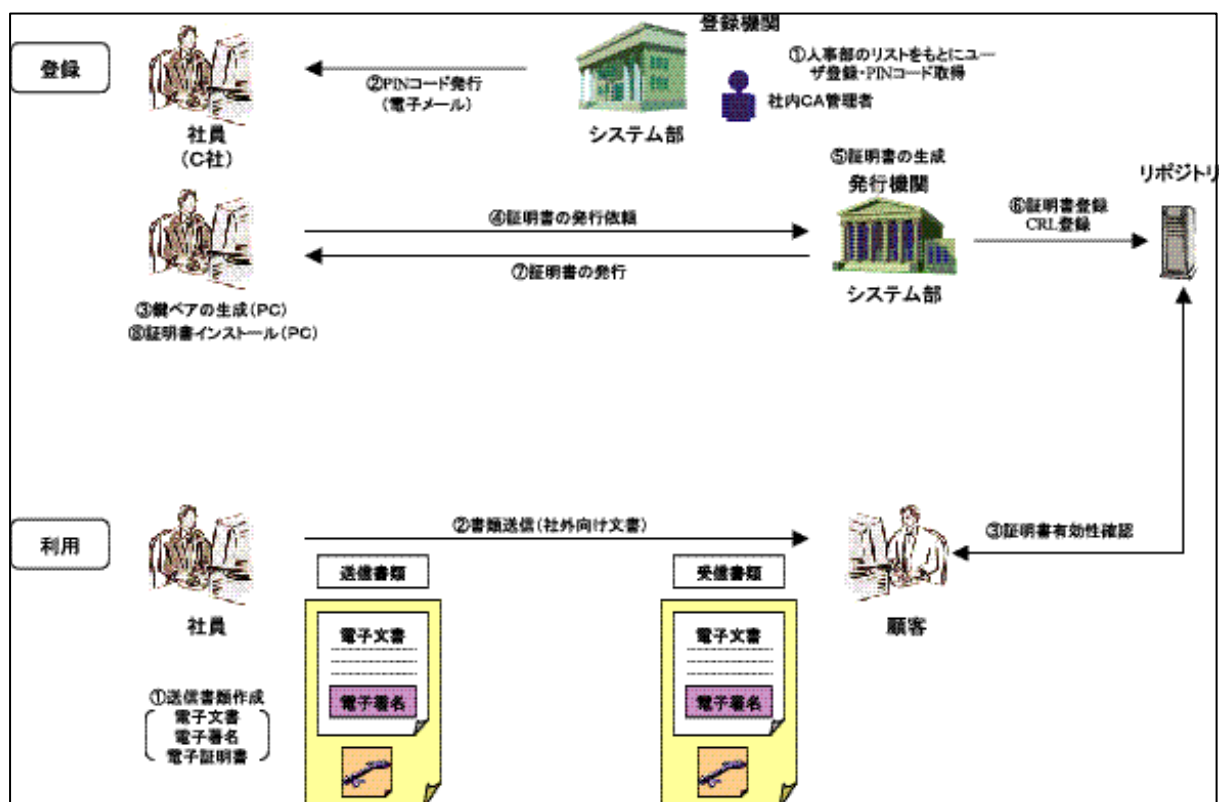 登録
登録機関
①人事部のリストをもとにユー
ザ登録・PINコード取得
社内CA管理者
②PINコード発行
(電子メール)
社員
(C社)
システム部
⑤証明書の生成
発行機関
リポジトリ
④証明書の発行依頼
⑥証明書登録
CRL登録
⑦証明書の発行
システム部
③鍵ペアの生成(PC)
⑧証明書インストール(PC)
利用
②書類送信(社外向け文書)
③証明書有効性確認
送信書類
受信書類
社員
顧客
電子文書
電子文書
電子署名
電子署名
①送信書類作成
電子文書
電子署名
電子証明書